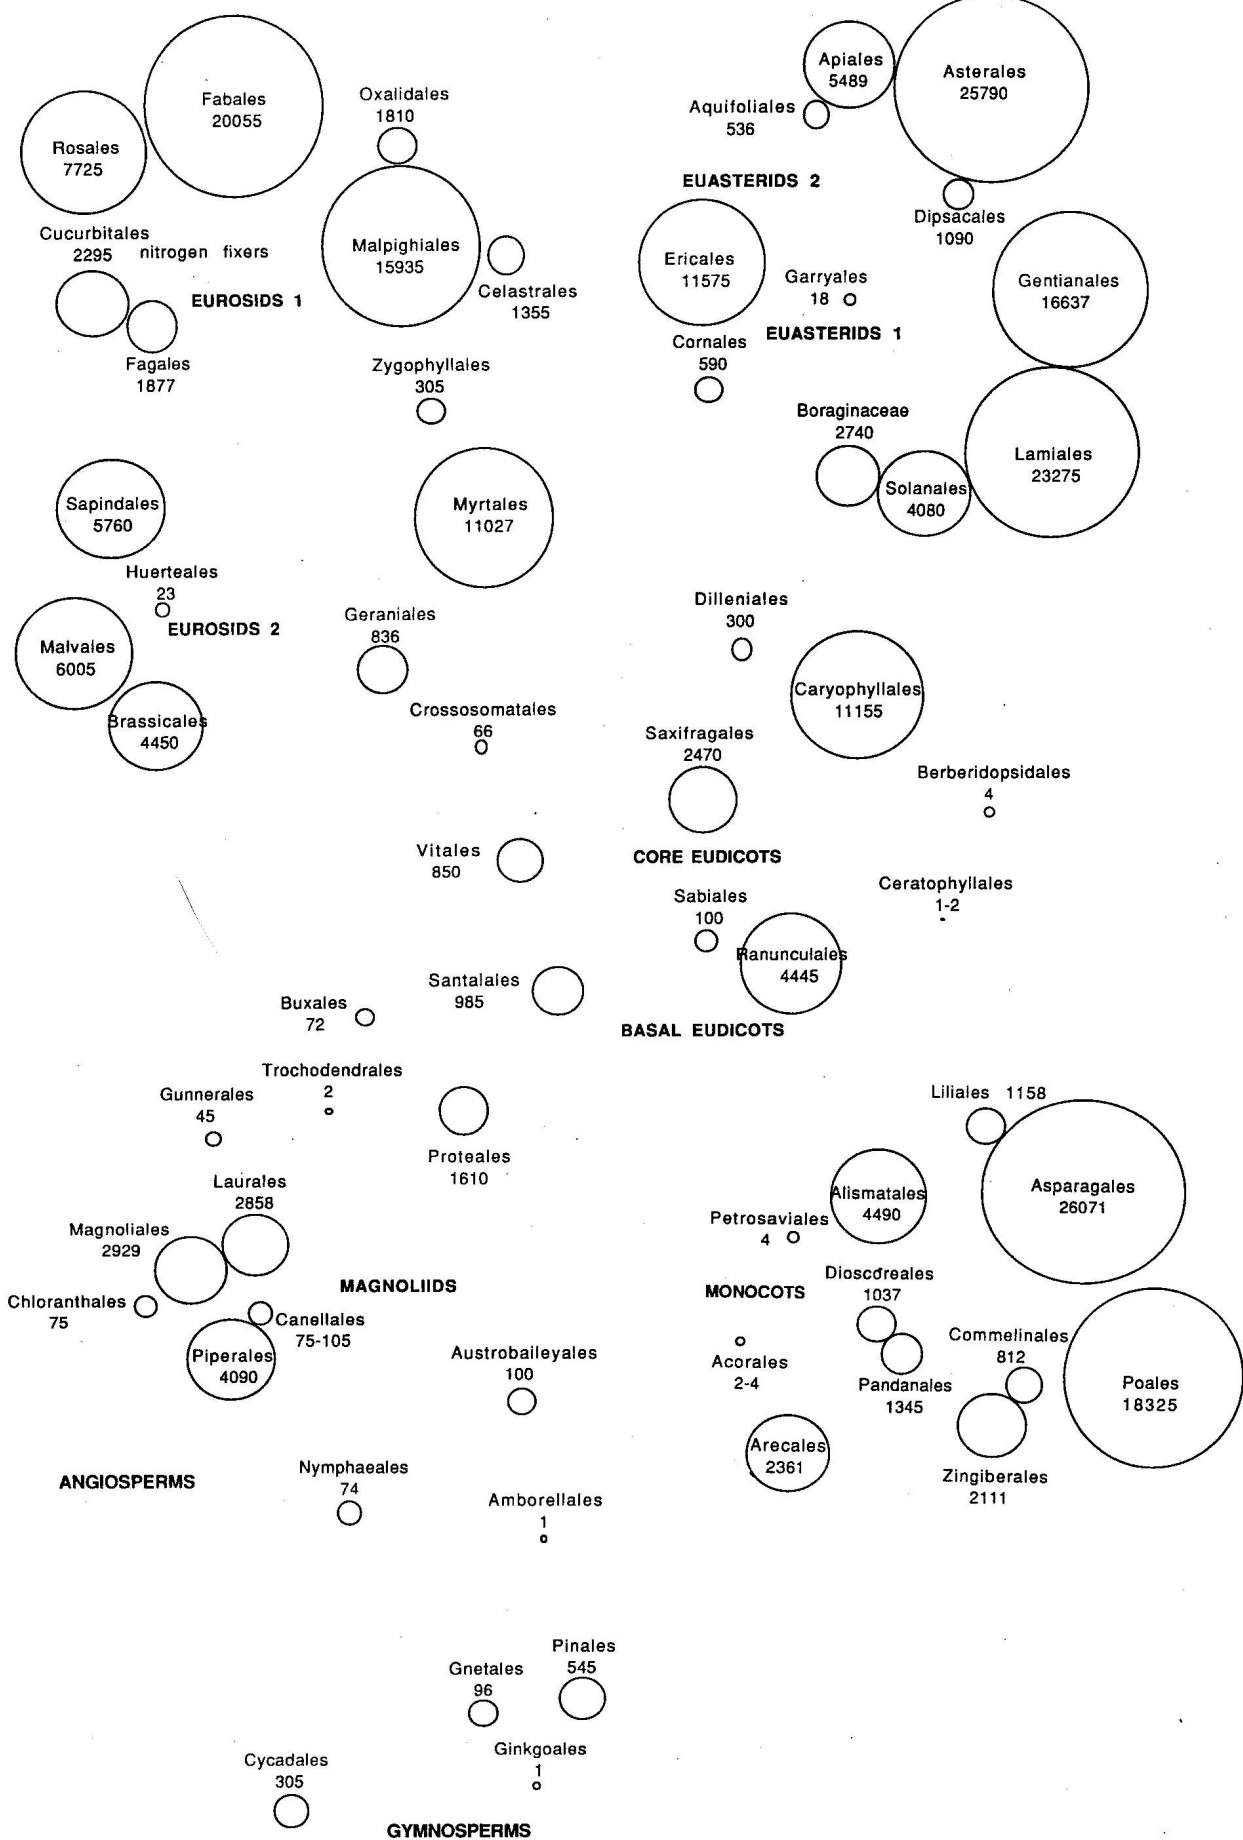 Fabales
20055
Rosales
7725
Oxalidales
1810
Cucurbitales
2295 nitrogen fixers
Malpighiales
15935
Celastrales
1355
EUROSIDS 1
Fagales
1877
Zygophyllales
305
Apiales
5489
Asterales
25790
Aquifoliales
536
EUASTERIDS 2
Dipsacales
1090
Ericales
11575
Garryales
18
Gentianales
16637
EUASTERIDS 1
Cornales
590
Boraginaceae
2740
Lamiales
23275
Solanales
4080
Sapindales
5760
Myrtales
11027
Huerteales
23
EUROSIDS 2
Malvales
6005
Geraniales
836
Brassicales
4450
Crossosomatales
66
Dilleniales
300
Caryophyllales
11155
Saxifragales
2470
Berberidopsidales
4
Vitales
850
CORE EUDICOTS
Sabiales
100
Ceratophyllales
1-2
Ranunculales
4445
Santalales
985
Buxales
72
BASAL EUDICOTS
Trochodendrales
2
Gunnerales
45
Proteales
1610
Laurales
2858
Magnoliales
2929
MAGNOLIIDS
Chloranthales
75
Canellales
75-105
Piperales
4090
Austrobaileyales
100
Liliales 1158
Asparagales
26071
Alismatales
4490
Petrosaviales
4
Dioscoreales
1037
MONOCOTS
Commelinales
812
Acorales
2-4
Pandanales
1345
Poales
18325
Arecales
2361
Zingiberales
2111
ANGIOSPERMS
Nymphaeales
74
Amborellales
1
Pinales
545
Gnetales
96
Ginkgoales
1
Cycadales
305
GYMNOSPERMS